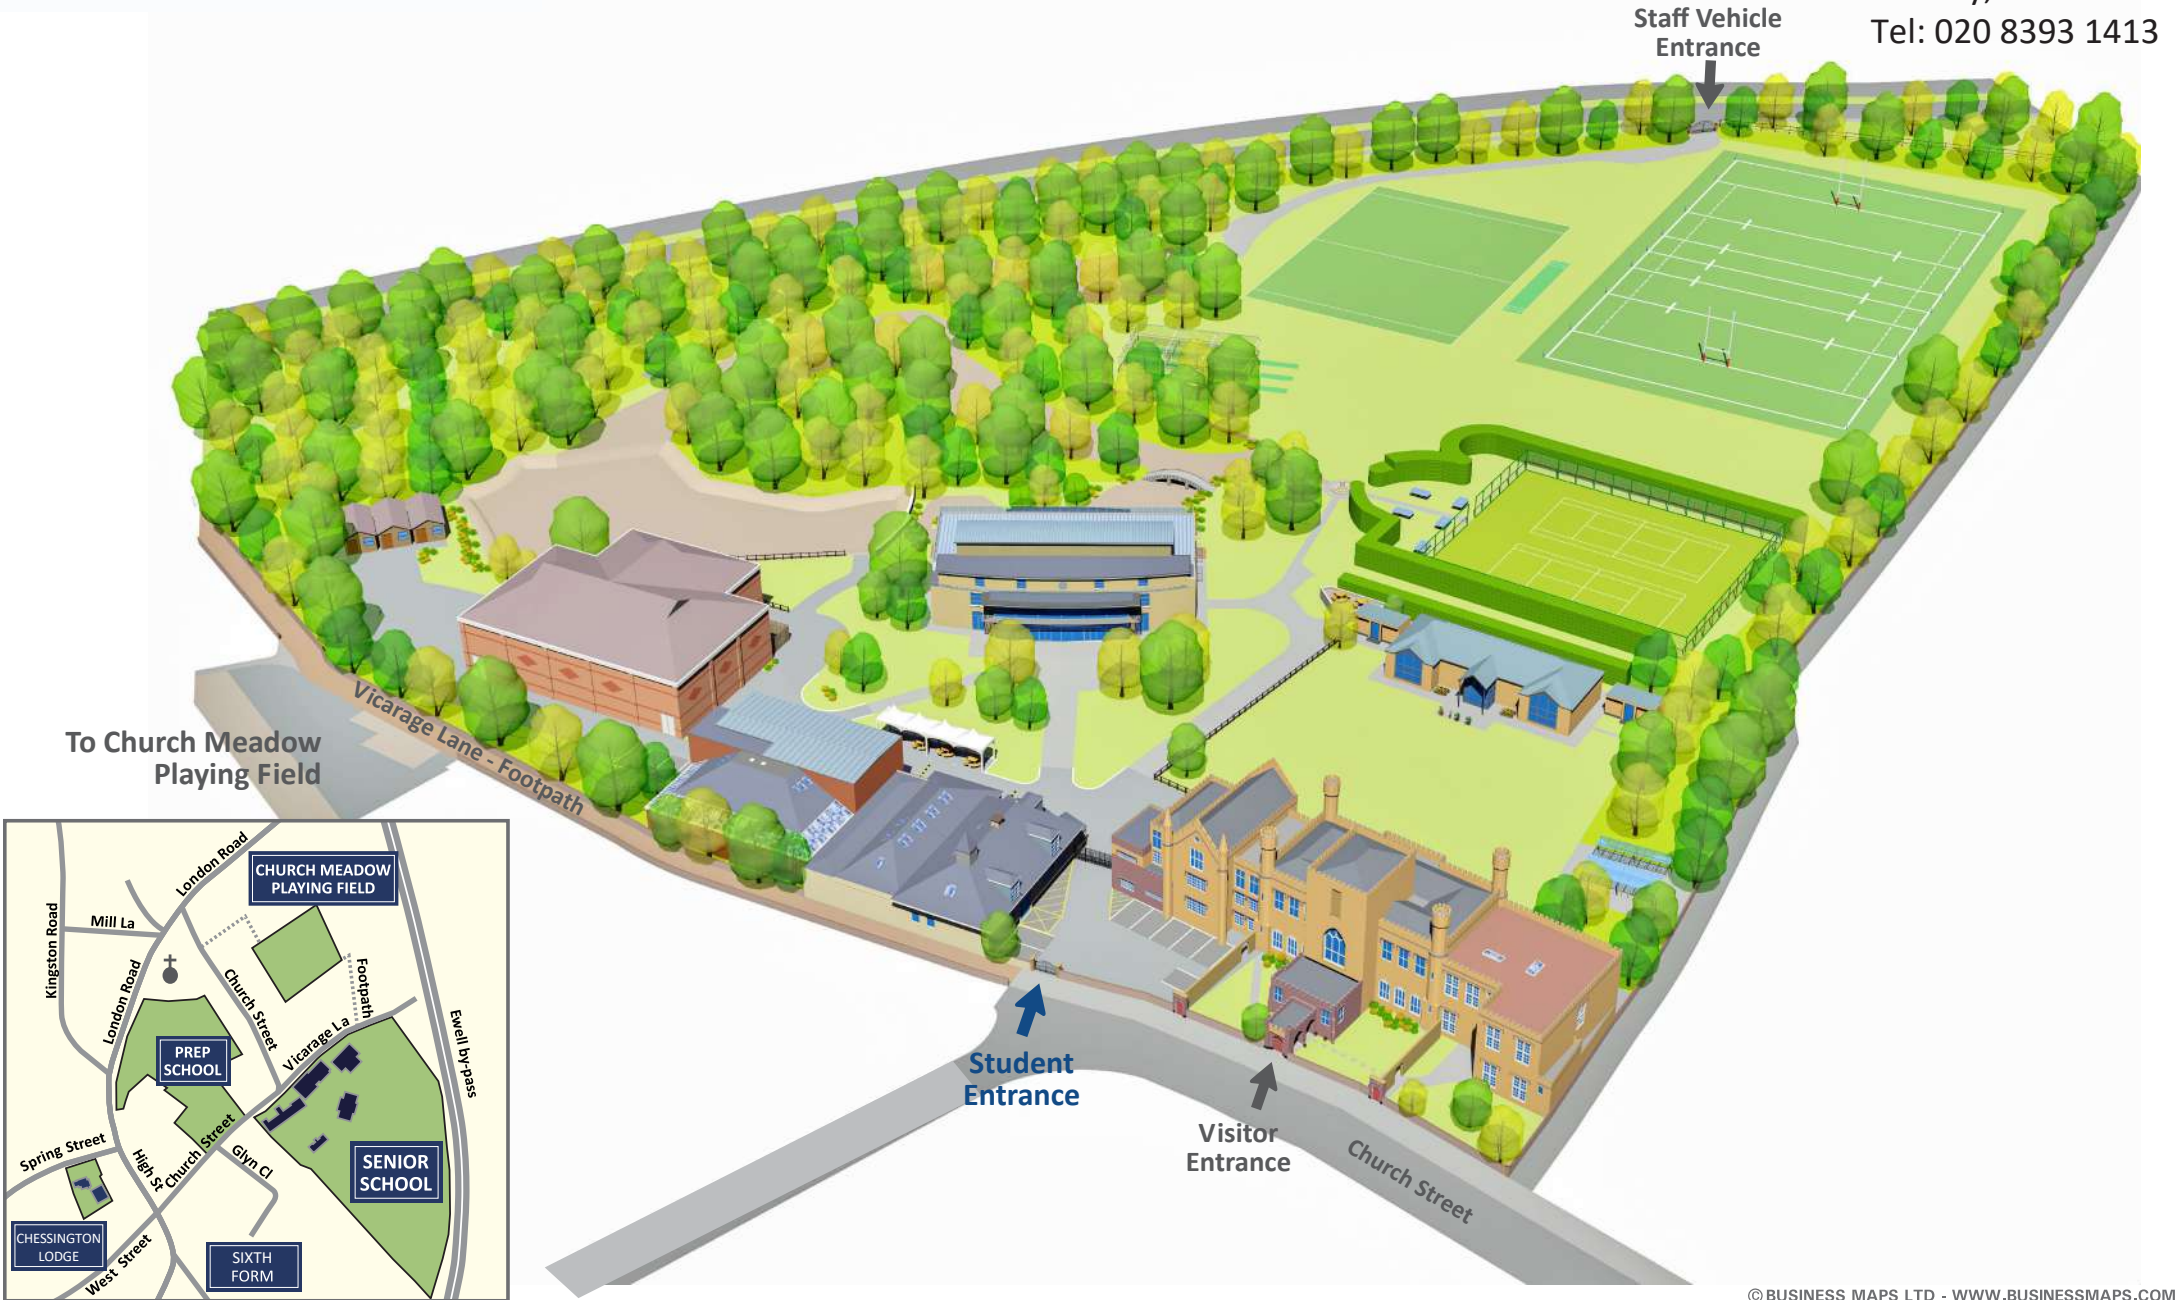 Staff Vehicle
Entrance
Tel: 020 8393 1413
To Church Meadow
Playing Field
Vicarage Lane - Footpath
Student
Entrance
Visitor
Entrance
Church Street
CHURCH MEADOW
PLAYING FIELD
London Road
Kingston Road
Mill La
London Road
Church Street
Footpath
Vicarage La
Ewell by-pass
PREP
SCHOOL
Spring Street
High St
Church Street
Glyn Cl
SENIOR
SCHOOL
CHESSINGTON
LODGE
West Street
SIXTH
FORM
© BUSINESS MAPS LTD - WWW.BUSINESSMAPS.COM